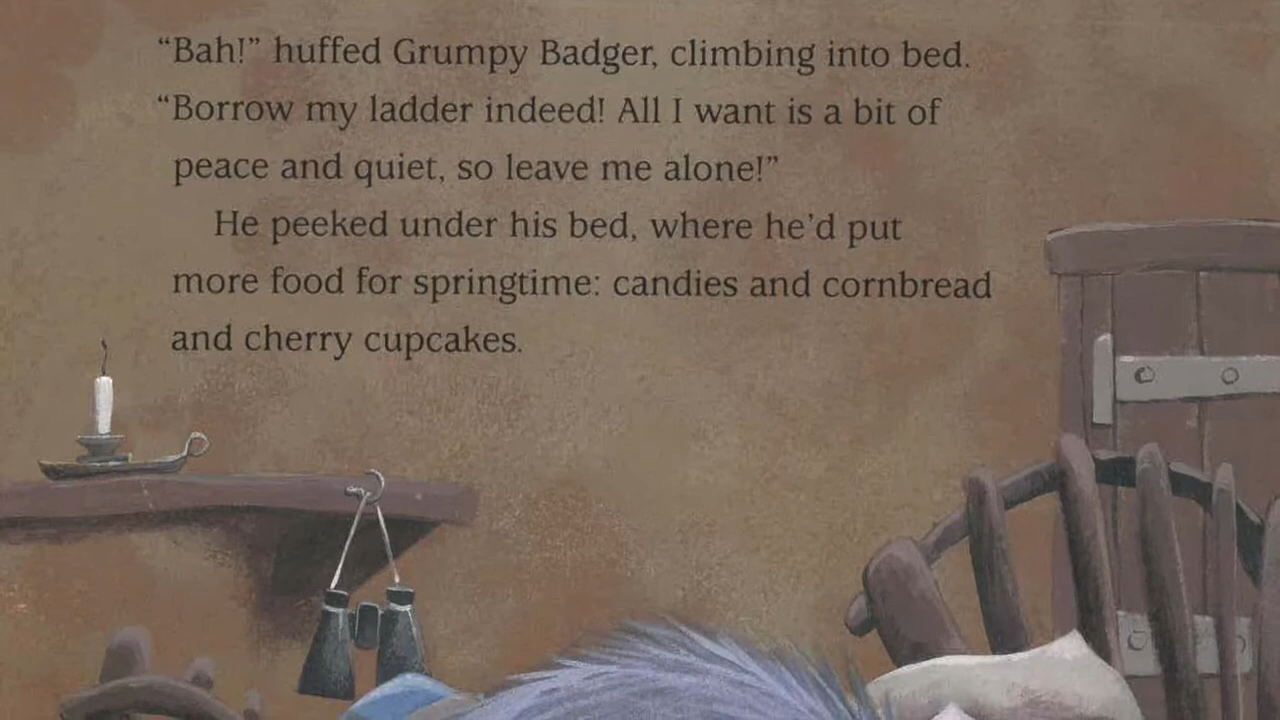 “Bah!” huffed Grumpy Badger, climbing into bed.
“Borrow my ladder indeed! All I want is a bit of
peace and quiet, so leave me alone!”
He peeked under his bed, where he’d put
more food for springtime: candies and cornbread
and cherry cupcakes.